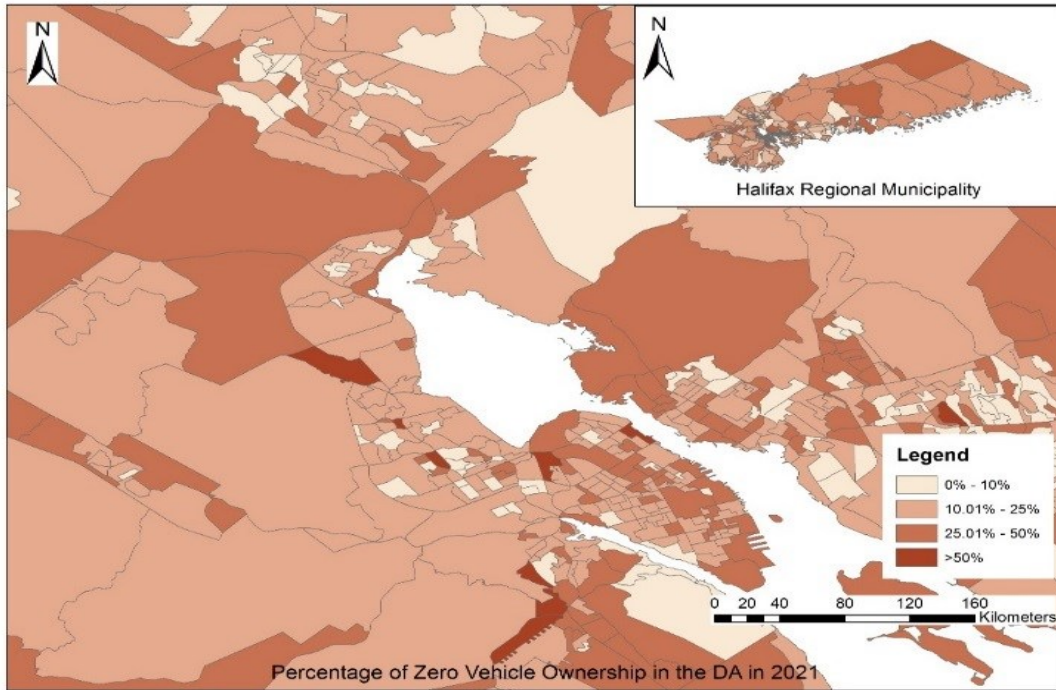 N
N
Halifax Regional Municipality
Legend
0% - 10%
10.01% - 25%
25.01% - 50%
>50%
0 20 40 80 120 160
Kilometers
Percentage of Zero Vehicle Ownership in the DA in 2021